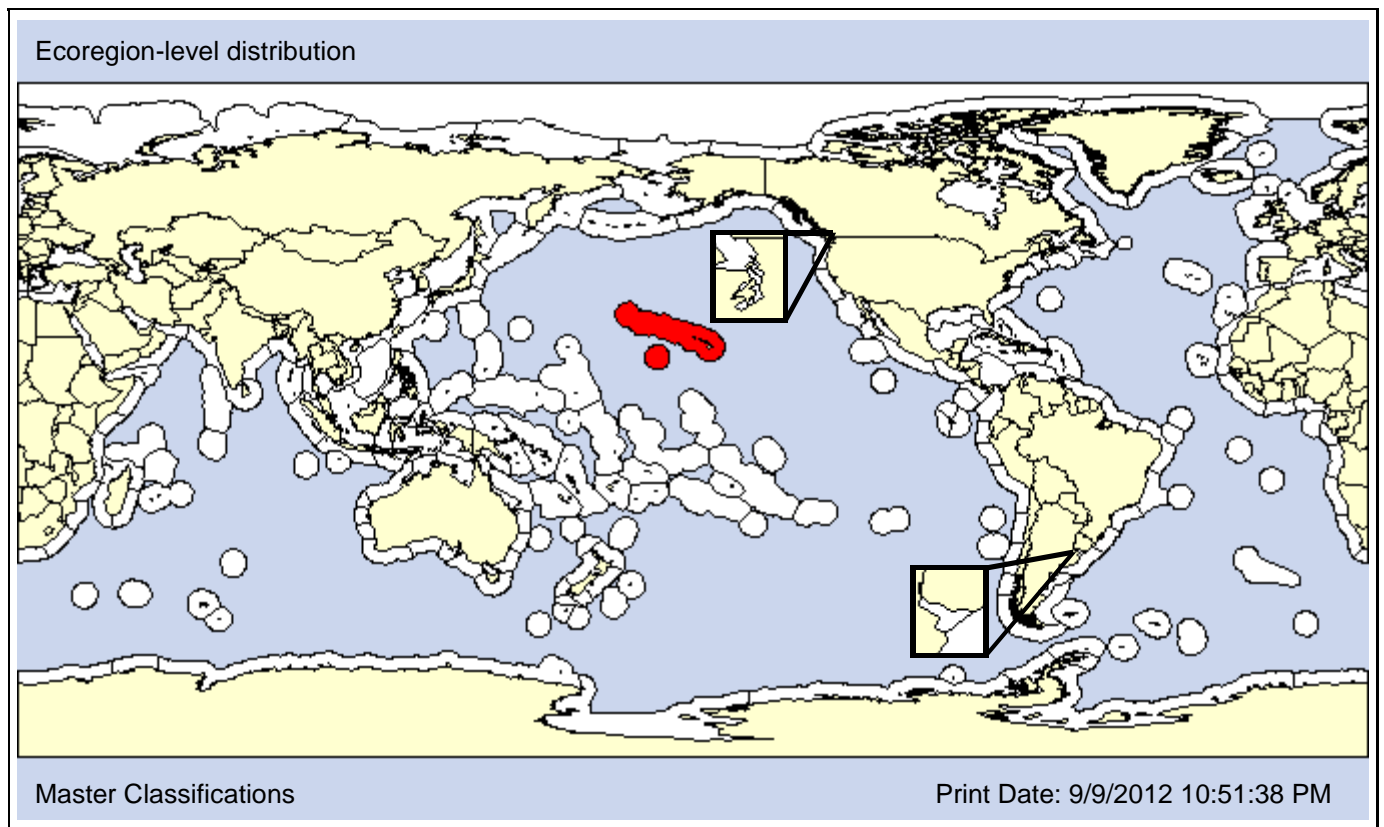 Ecoregion-level distribution
Master Classifications
Print Date: 9/9/2012 10:51:38 PM